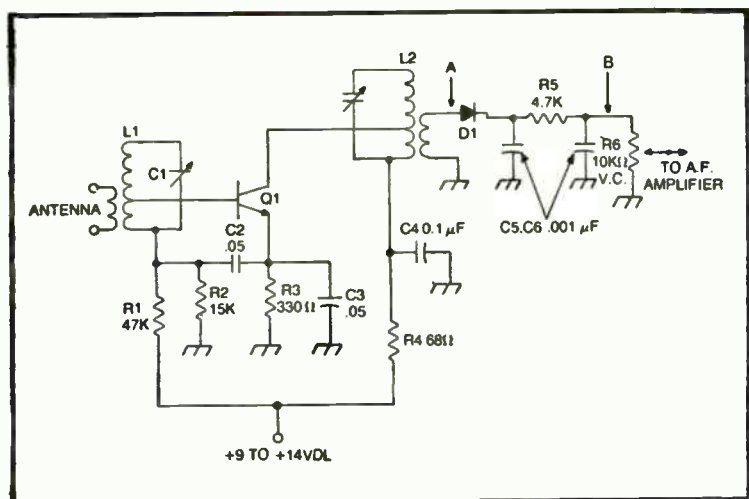 L2
A
B
R5
4.7K
D1
L1
C1
R6
10KΩ
V.C.
TO A.F.
AMPLIFIER
Q1
ANTENNA
C5,C6 .001 µF
C2
.05
C4 0.1 µF
R1
47K
R2
15K
R3
330Ω
C3
.05
R4 68Ω
+9 TO +14VDL